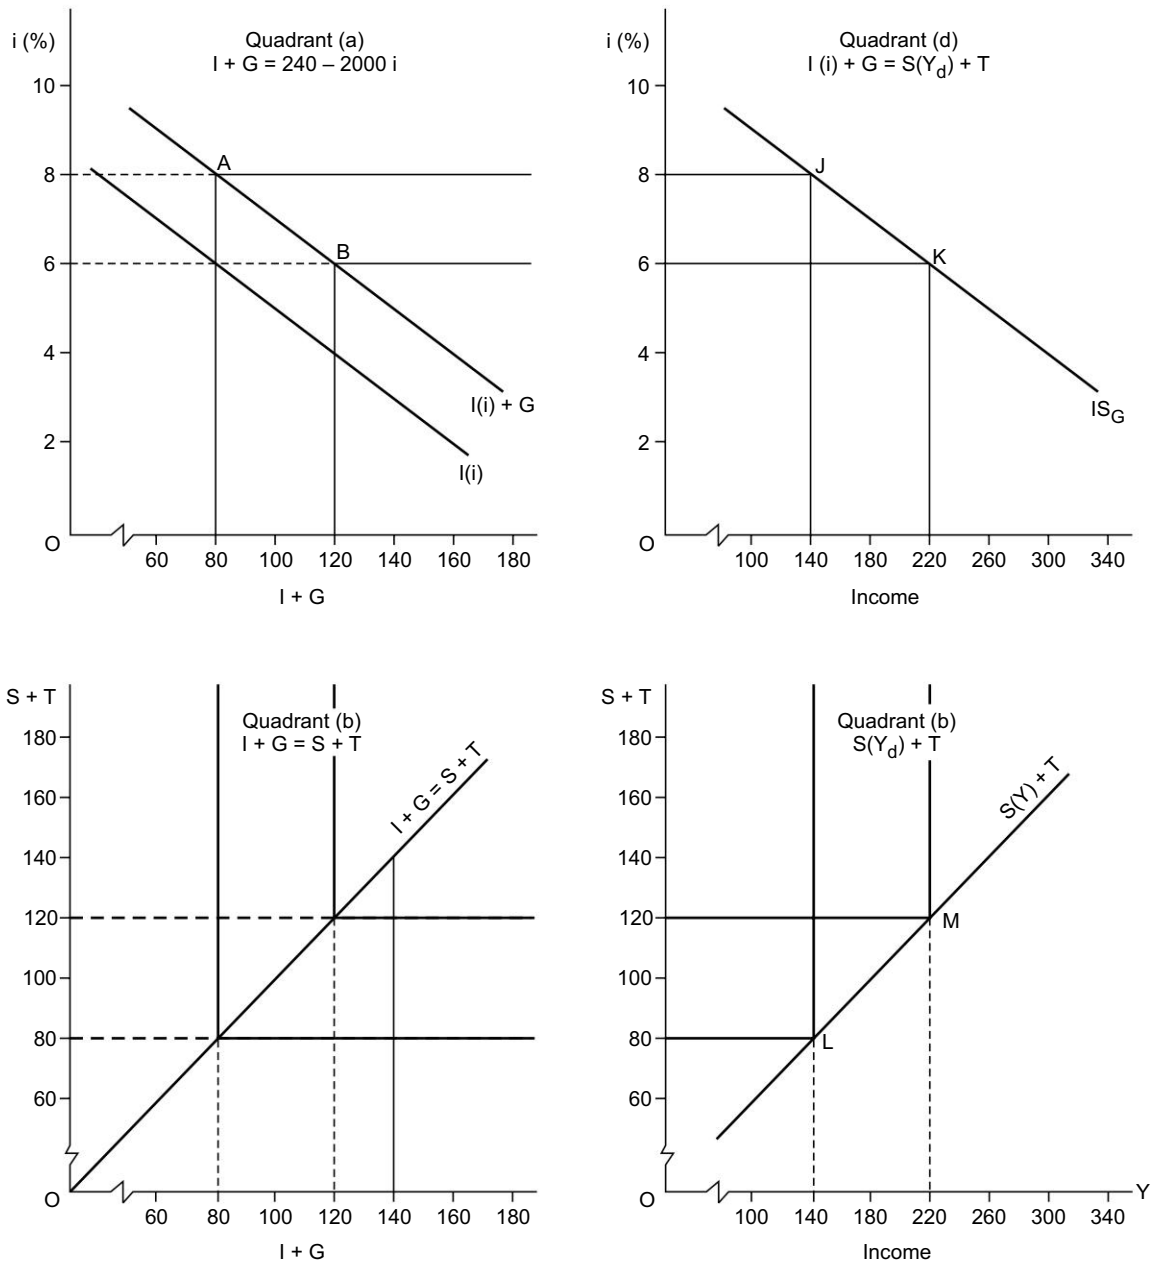 i (%)
Quadrant (a)
I + G = 240 – 2000 i
10
8
6
4
2
O
A
B
I(i) + G
I(i)
60 80 100 120 140 160 180
I + G
i (%)
Quadrant (d)
I (i) + G = S(Yd) + T
10
8
6
4
2
O
J
K
ISG
100 140 180 220 260 300 340
Income
S + T
Quadrant (b)
I + G = S + T
I + G = S + T
180
160
140
120
100
80
60
O
60 80 100 120 140 160 180
I + G
S + T
Quadrant (b)
S(Yd) + T
S(Y) + T
180
160
140
120
100
80
60
O
M
L
100 140 180 220 260 300 340
Y
Income